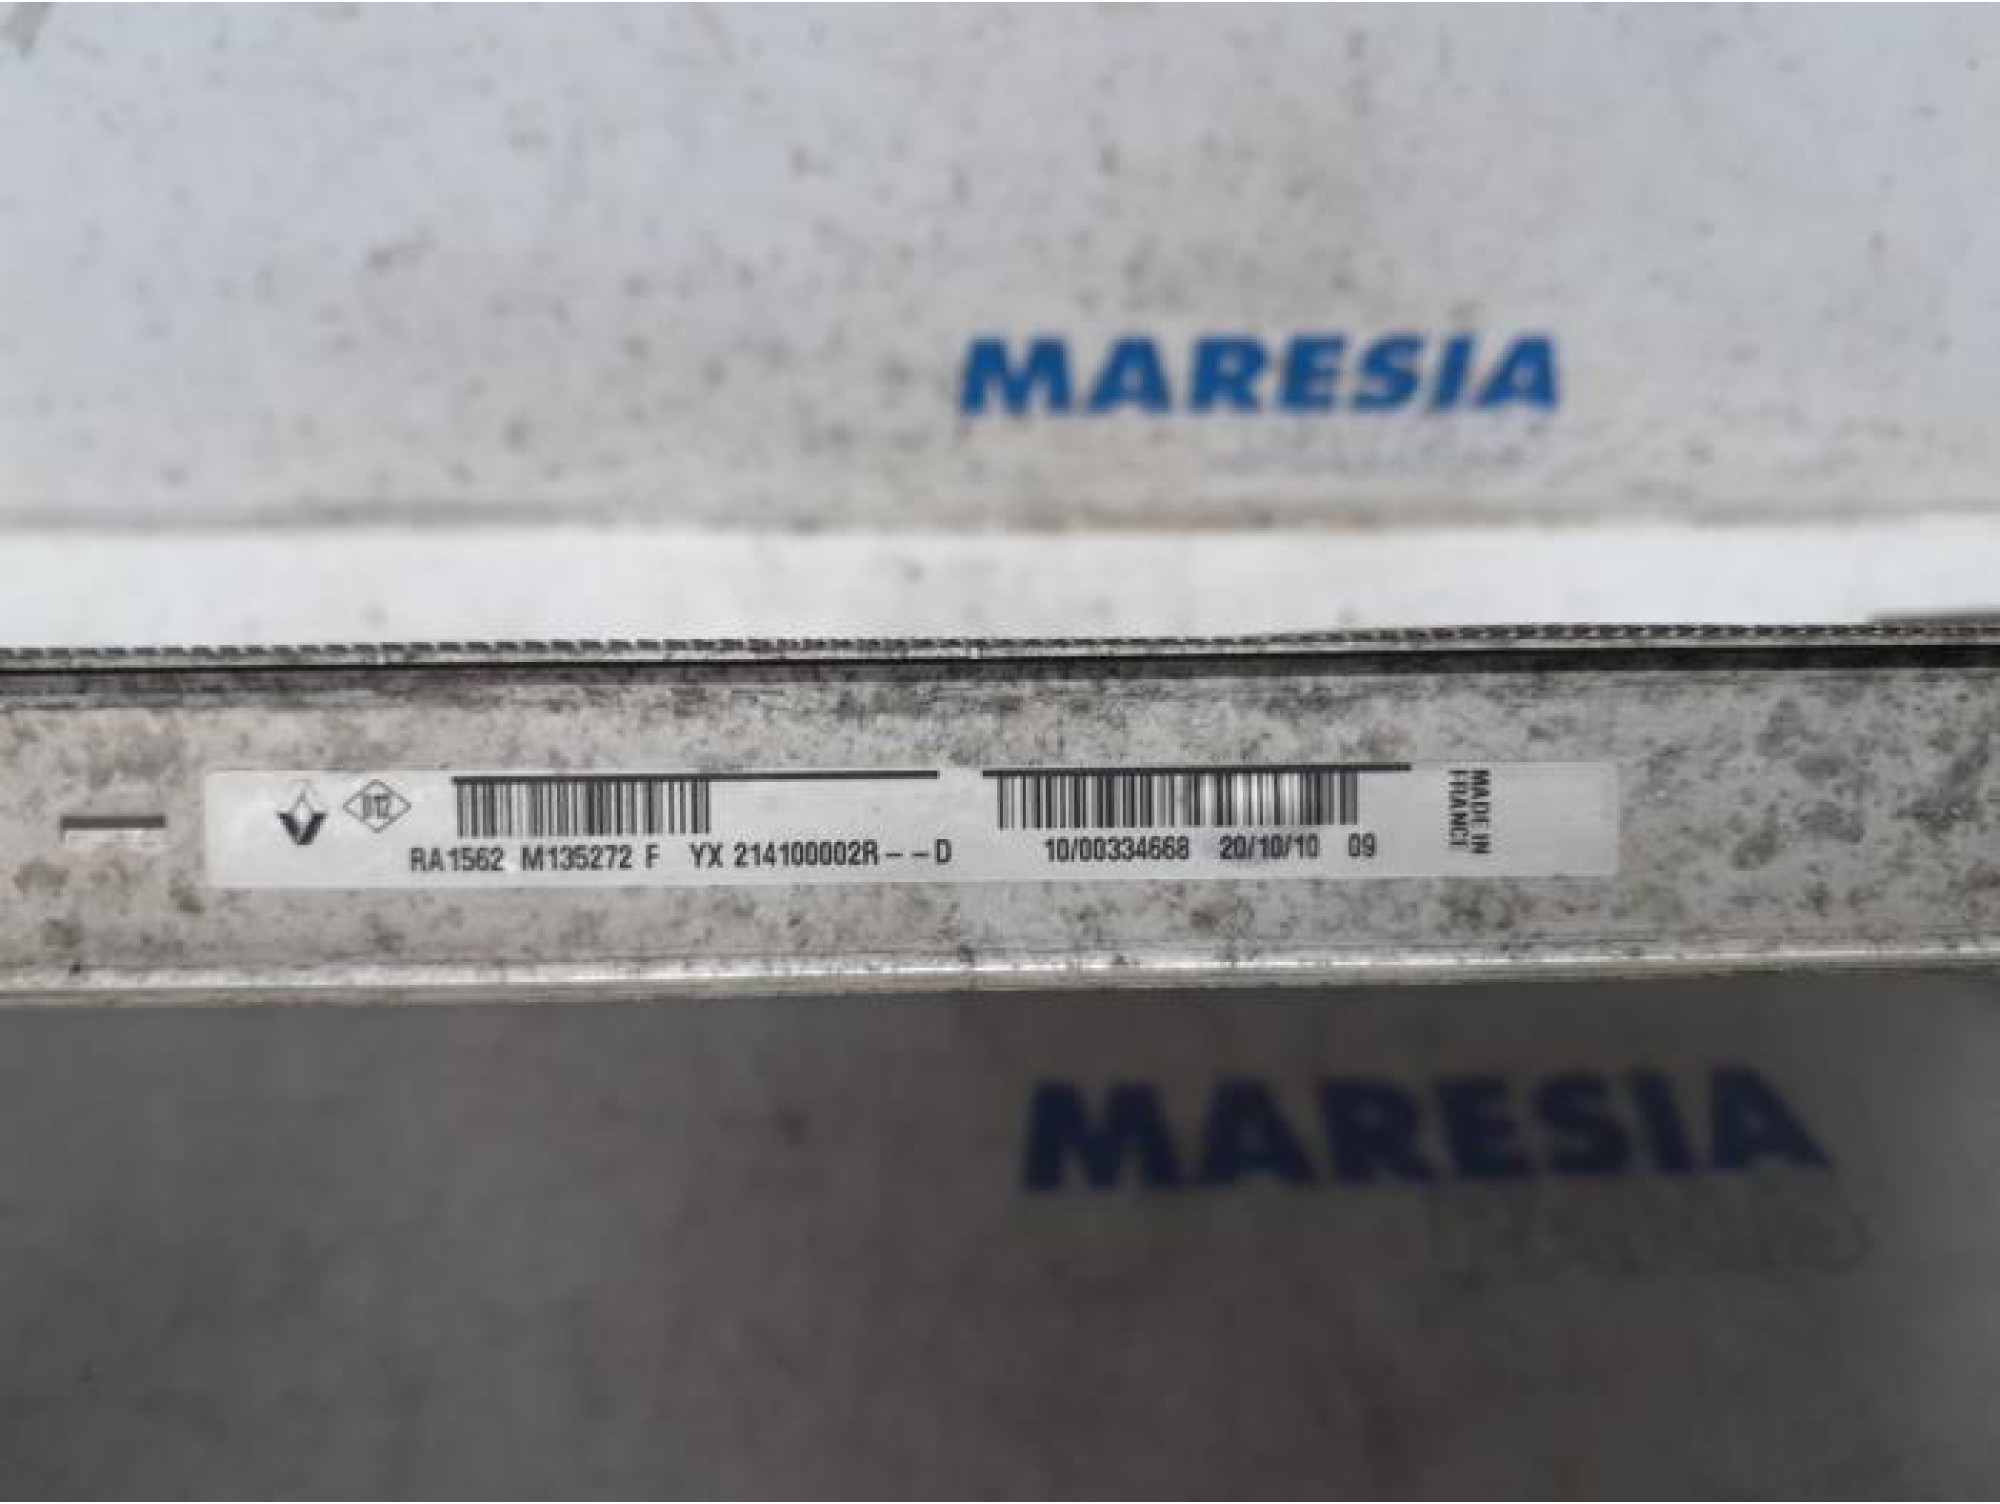 MARESIA
RA1562 M135272 F YX 214100002R--D
10/00334668 20/10/10 09
MADE IN
FRANCE
MARESIA